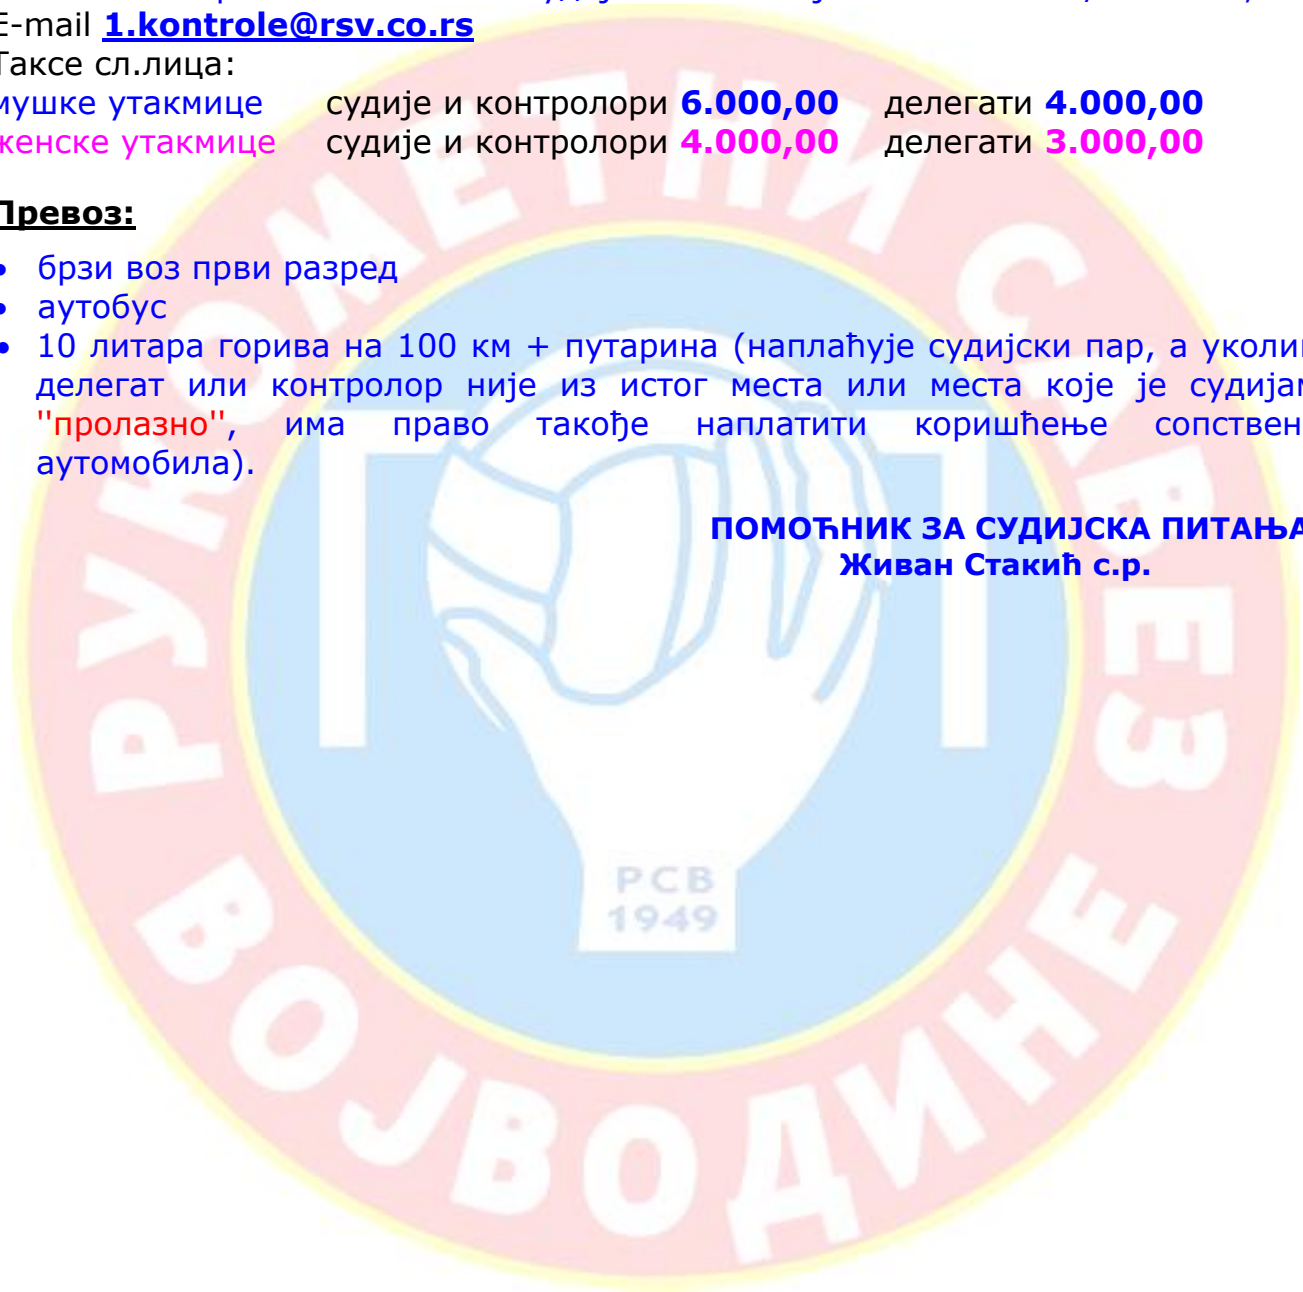 E-mail 1.kontrole@rsv.co.rs
Таксе сл.лица:
мушке утакмице судије и контролори 6.000,00 делегати 4.000,00
женске утакмице судије и контролори 4.000,00 делегати 3.000,00
Превоз:
• брзи воз први разред
• аутобус
• 10 литара горива на 100 км + путарина (наплаћује судијски пар, а уколи
делегат или контролор није из истог места или места које је судијам
''пролазно'', има право такође наплатити коришћење сопствен
аутомобила).
ПОМОЋНИК ЗА СУДИЈСКА ПИТАЊА
Живан Стакић с.р.
РУКОМЕТНИ САВЕЗ
ВОЈВОДИНЕ
РСВ
1949